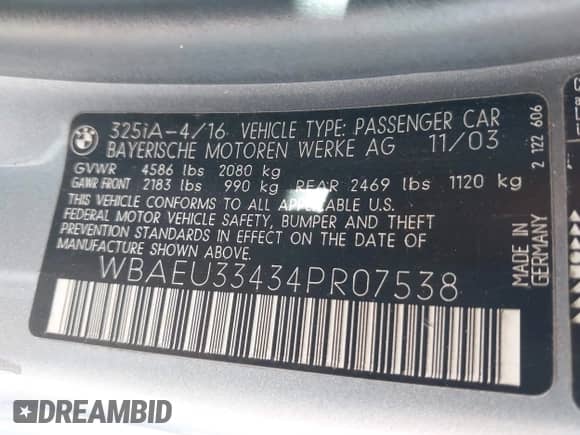 325iA-4/16 VEHICLE TYPE: PASSENGER CAR
BAYERISCHE MOTOREN WERKE AG 11/03
GVWR 4586 lbs 2080 kg
GAWR FRONT 2183 lbs 990 kg REAR 2469 lbs 1120 kg
THIS VEHICLE CONFORMS TO ALL APPLICABLE U.S.
FEDERAL MOTOR VEHICLE SAFETY, BUMPER AND THEFT
PREVENTION STANDARDS IN EFFECT ON THE DATE OF
MANUFACTURE SHOWN ABOVE.
WBAEU33434PR07538
MADE IN
GERMANY
2 122 606
DREAMBID